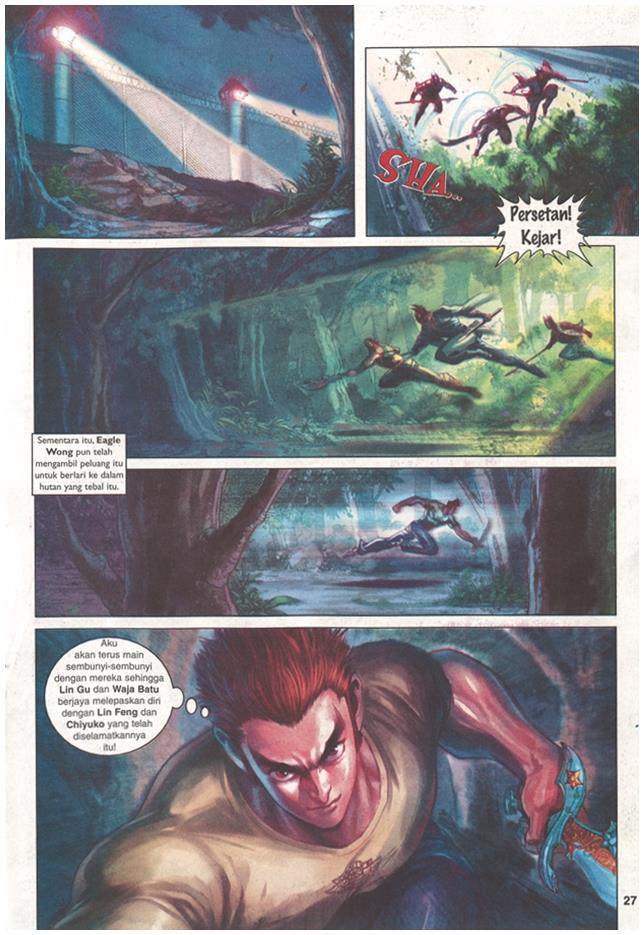 SHA..
Persetan!
Kejar!
Sementara itu, Eagle
Wong pun telah
mengambil peluang itu
untuk berlari ke dalam
hutan yang tebal itu.
Aku
akan terus main
sembunyi-sembunyi
dengan mereka sehingga
Lin Gu dan Waja Batu
berjaya melepaskan diri
dengan Lin Feng dan
Chiyuko yang telah
diselamatkannya
itu!
27